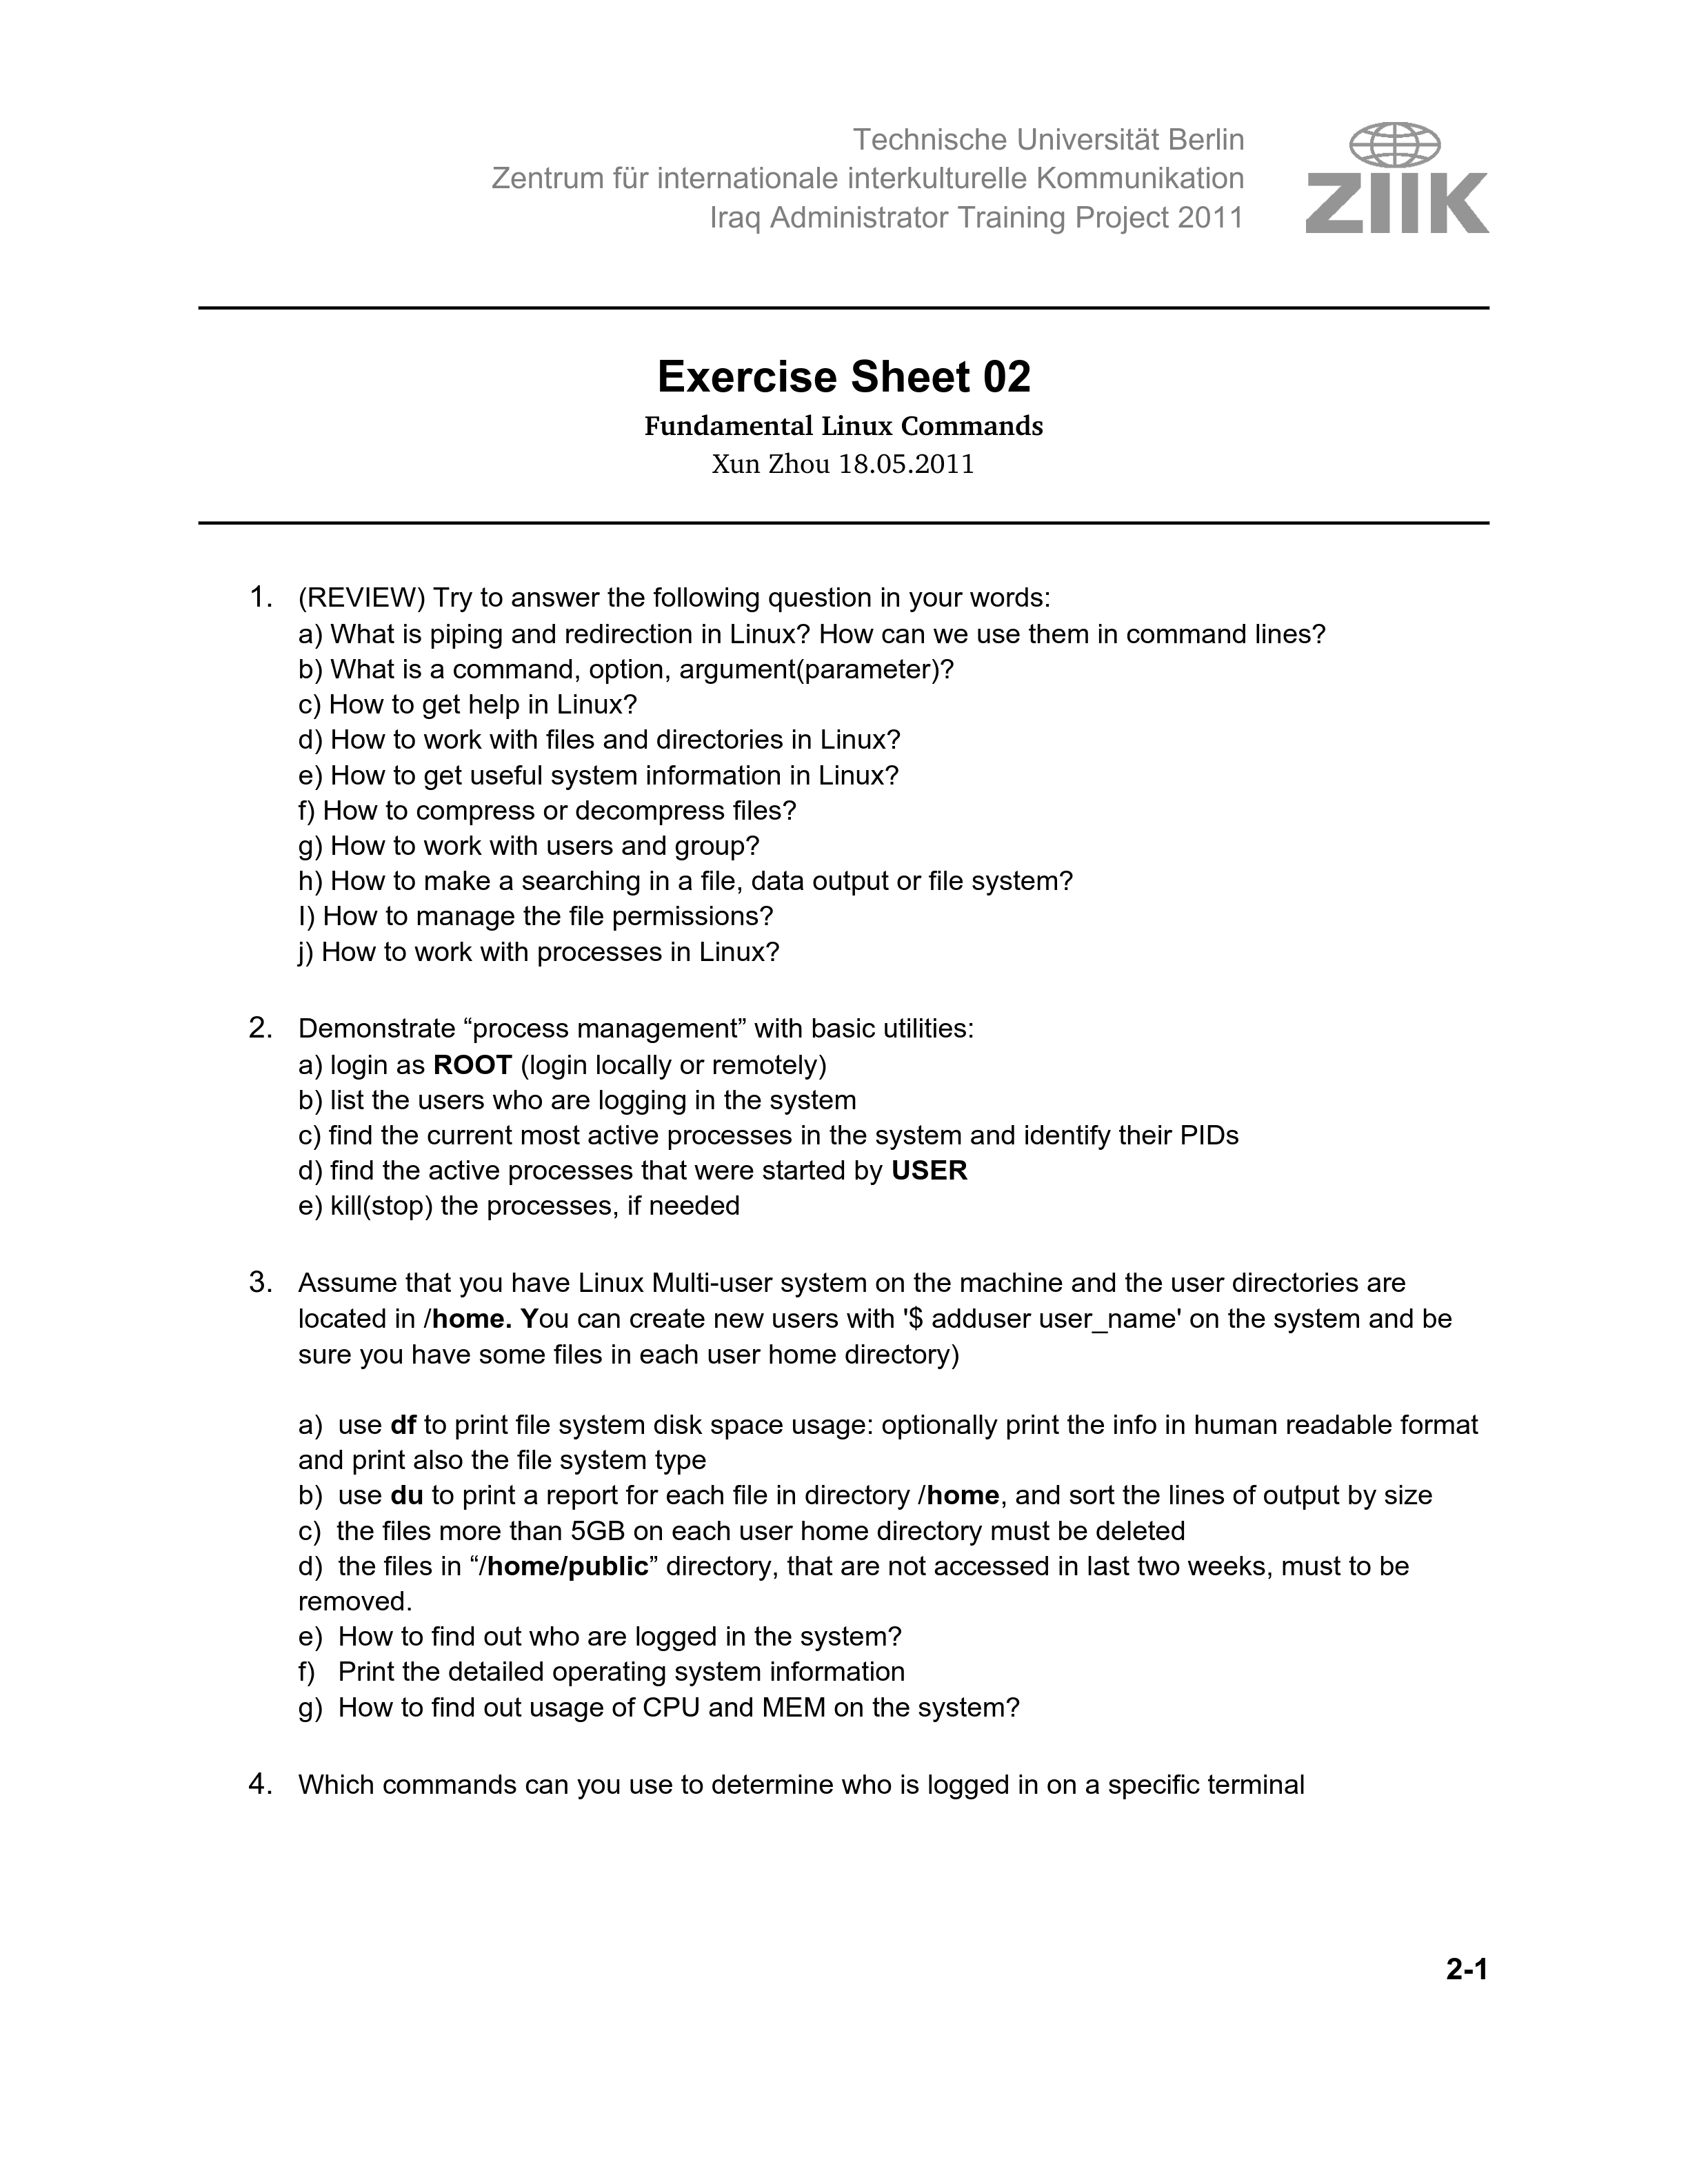 Technische Universität Berlin
Zentrum für internationale interkulturelle Kommunikation
Iraq Administrator Training Project 2011
ZIIK
Exercise Sheet 02
Fundamental Linux Commands
Xun Zhou 18.05.2011
1. (REVIEW) Try to answer the following question in your words:
a) What is piping and redirection in Linux? How can we use them in command lines?
b) What is a command, option, argument(parameter)?
c) How to get help in Linux?
d) How to work with files and directories in Linux?
e) How to get useful system information in Linux?
f) How to compress or decompress files?
g) How to work with users and group?
h) How to make a searching in a file, data output or file system?
I) How to manage the file permissions?
j) How to work with processes in Linux?
2. Demonstrate “process management” with basic utilities:
a) login as ROOT (login locally or remotely)
b) list the users who are logging in the system
c) find the current most active processes in the system and identify their PIDs
d) find the active processes that were started by USER
e) kill(stop) the processes, if needed
3. Assume that you have Linux Multi-user system on the machine and the user directories are
located in /home. You can create new users with '$ adduser user_name' on the system and be
sure you have some files in each user home directory)
a) use df to print file system disk space usage: optionally print the info in human readable format
and print also the file system type
b) use du to print a report for each file in directory /home, and sort the lines of output by size
c) the files more than 5GB on each user home directory must be deleted
d) the files in “/home/public” directory, that are not accessed in last two weeks, must to be
removed.
e) How to find out who are logged in the system?
f) Print the detailed operating system information
g) How to find out usage of CPU and MEM on the system?
4. Which commands can you use to determine who is logged in on a specific terminal
2-1